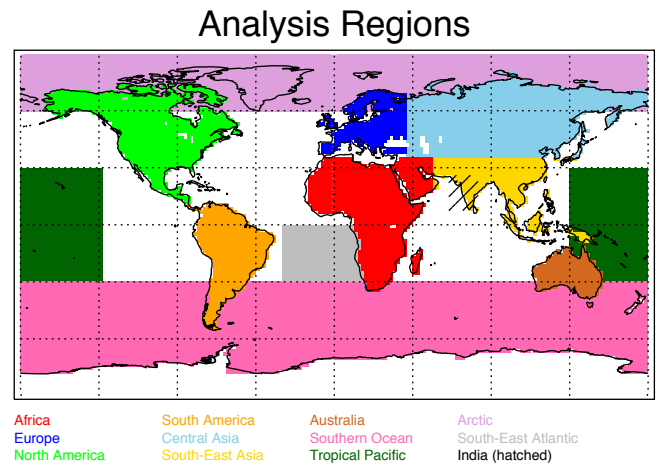 Analysis Regions
Africa South America Australia Arctic
Europe Central Asia Southern Ocean South-East Atlantic
North America South-East Asia Tropical Pacific India (hatched)